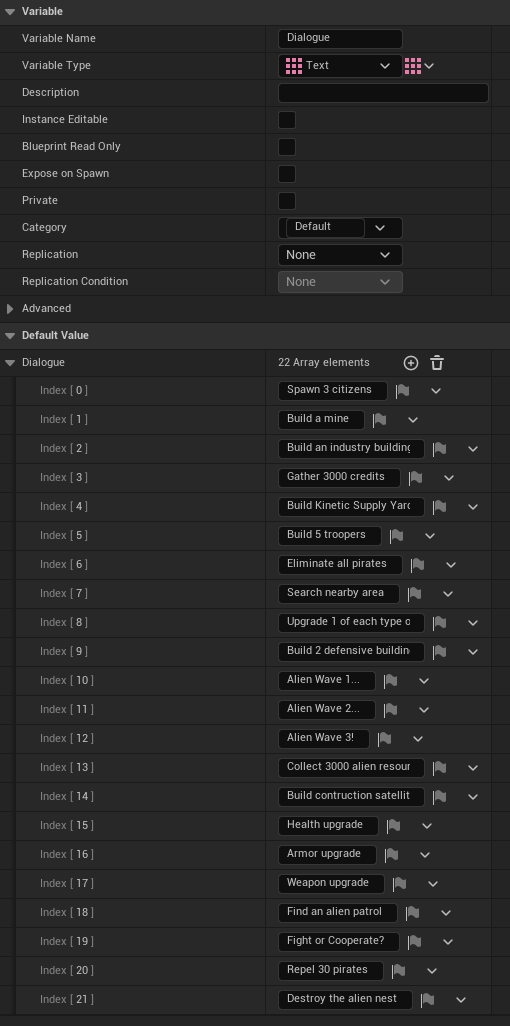 Variable
Variable Name Dialogue
Variable Type Text
Description
Instance Editable
Blueprint Read Only
Expose on Spawn
Private
Category Default
Replication None
Replication Condition None
Advanced
Default Value
Dialogue 22 Array elements
Index [ 0 ] Spawn 3 citizens
Index [ 1 ] Build a mine
Index [ 2 ] Build an industry building
Index [ 3 ] Gather 3000 credits
Index [ 4 ] Build Kinetic Supply Yard
Index [ 5 ] Build 5 troopers
Index [ 6 ] Eliminate all pirates
Index [ 7 ] Search nearby area
Index [ 8 ] Upgrade 1 of each type o
Index [ 9 ] Build 2 defensive buildin
Index [ 10 ] Alien Wave 1...
Index [ 11 ] Alien Wave 2...
Index [ 12 ] Alien Wave 3!
Index [ 13 ] Collect 3000 alien resour
Index [ 14 ] Build contruction satellit
Index [ 15 ] Health upgrade
Index [ 16 ] Armor upgrade
Index [ 17 ] Weapon upgrade
Index [ 18 ] Find an alien patrol
Index [ 19 ] Fight or Cooperate?
Index [ 20 ] Repel 30 pirates
Index [ 21 ] Destroy the alien nest